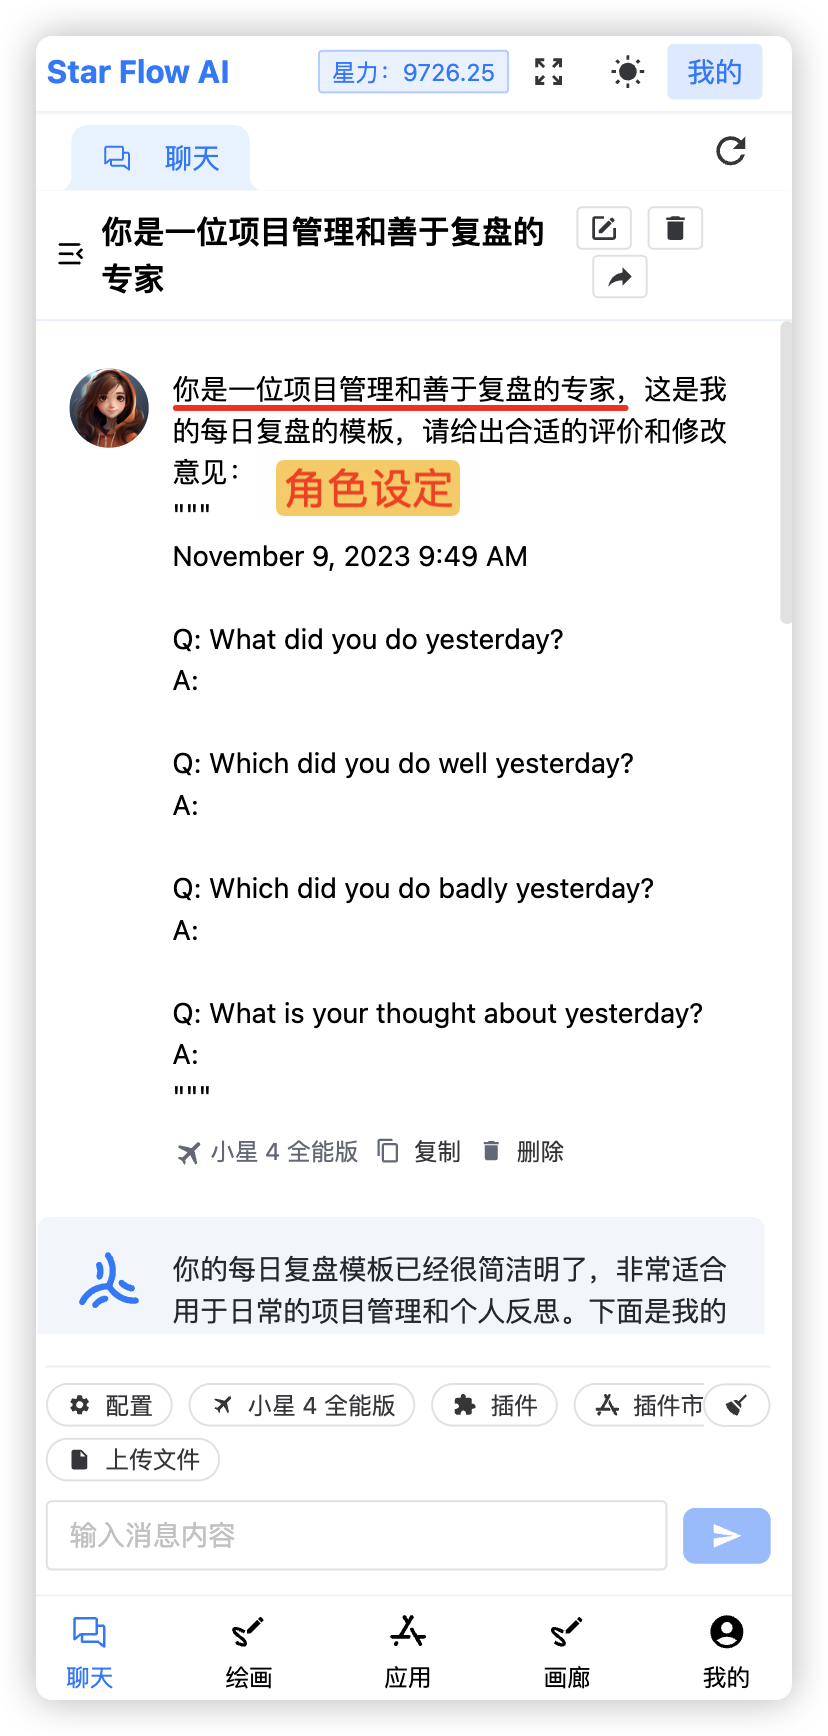 Star Flow AI
星力：9726.25
我的
聊天
你是一位项目管理和善于复盘的
专家
你是一位项目管理和善于复盘的专家，这是我
的每日复盘的模板，请给出合适的评价和修改
意见：
角色设定
"""
November 9, 2023 9:49 AM
Q: What did you do yesterday?
A:
Q: Which did you do well yesterday?
A:
Q: Which did you do badly yesterday?
A:
Q: What is your thought about yesterday?
A:
"""
小星 4 全能版 复制 删除
你的每日复盘模板已经很简洁明了，非常适合
用于日常的项目管理和个人反思。下面是我的
配置 小星 4 全能版 插件 插件市
上传文件
输入消息内容
聊天 绘画 应用 画廊 我的